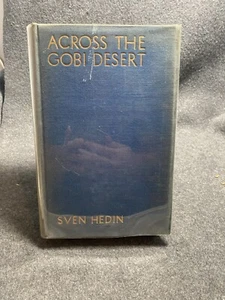 ACROSS THE
GOBI DESERT
SVEN HEDIN